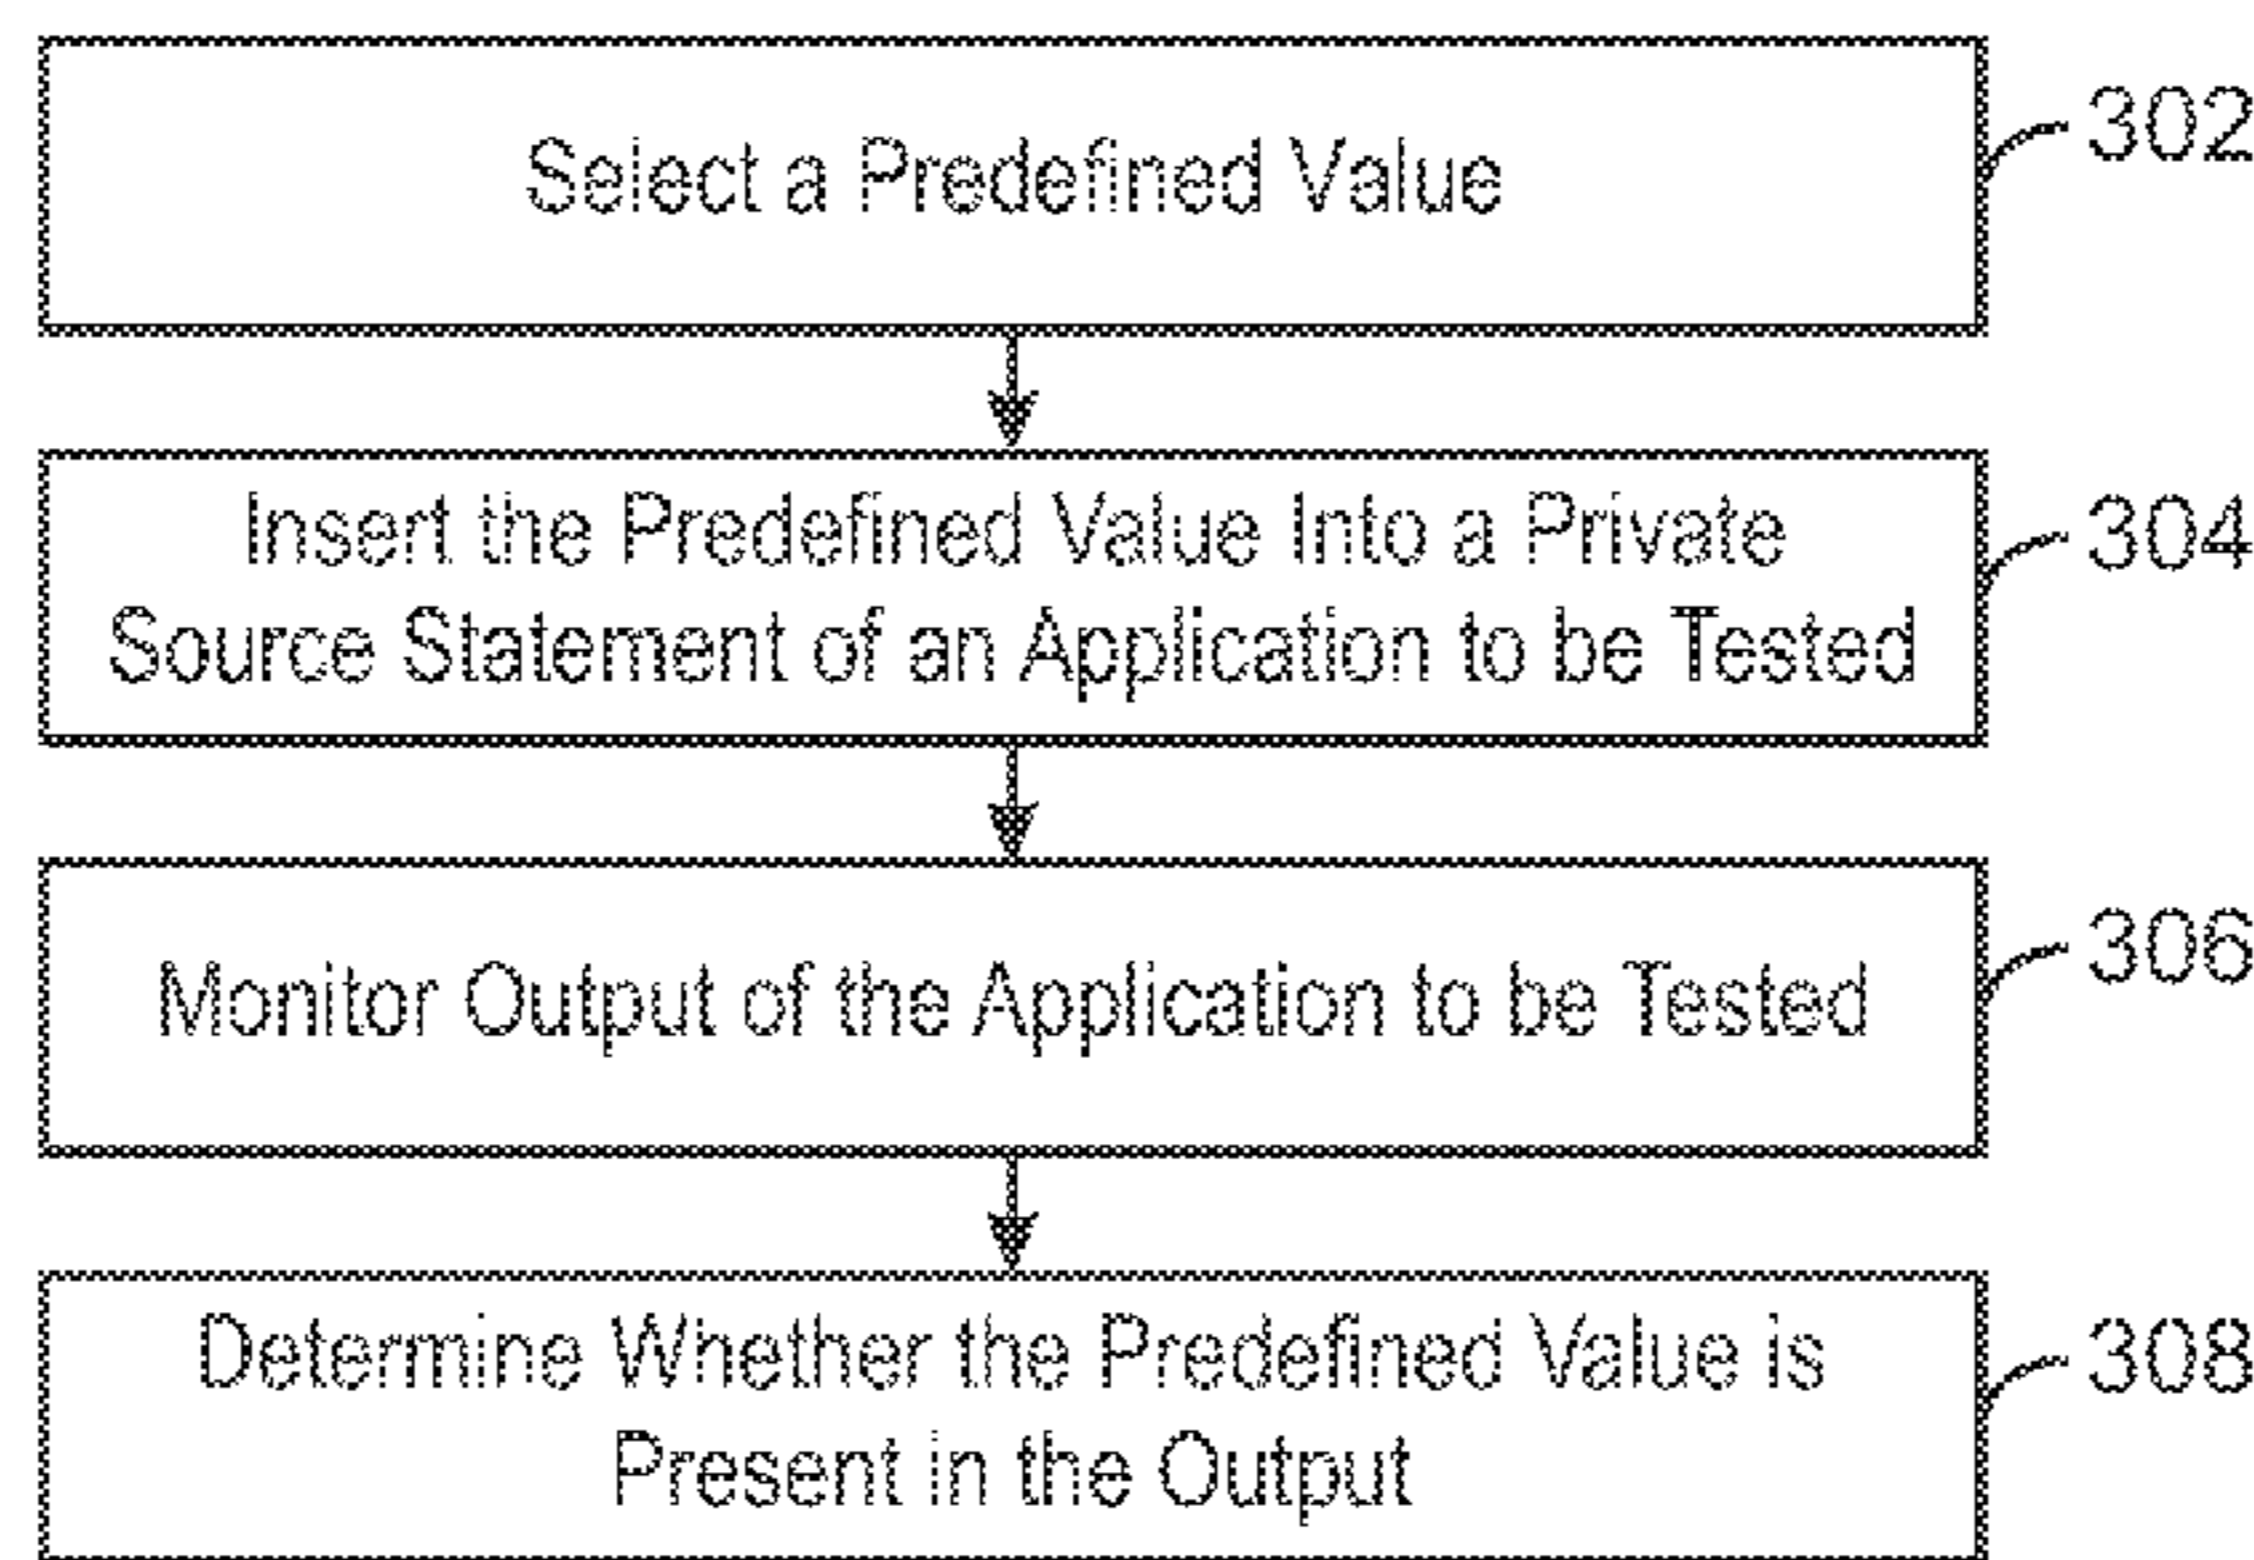 Select a Predefined Value
302
Insert the Predefined Value Into a Private
Source Statement of an Application to be Tested
304
Monitor Output of the Application to be Tested
306
Determine Whether the Predefined Value is
Present in the Output
308